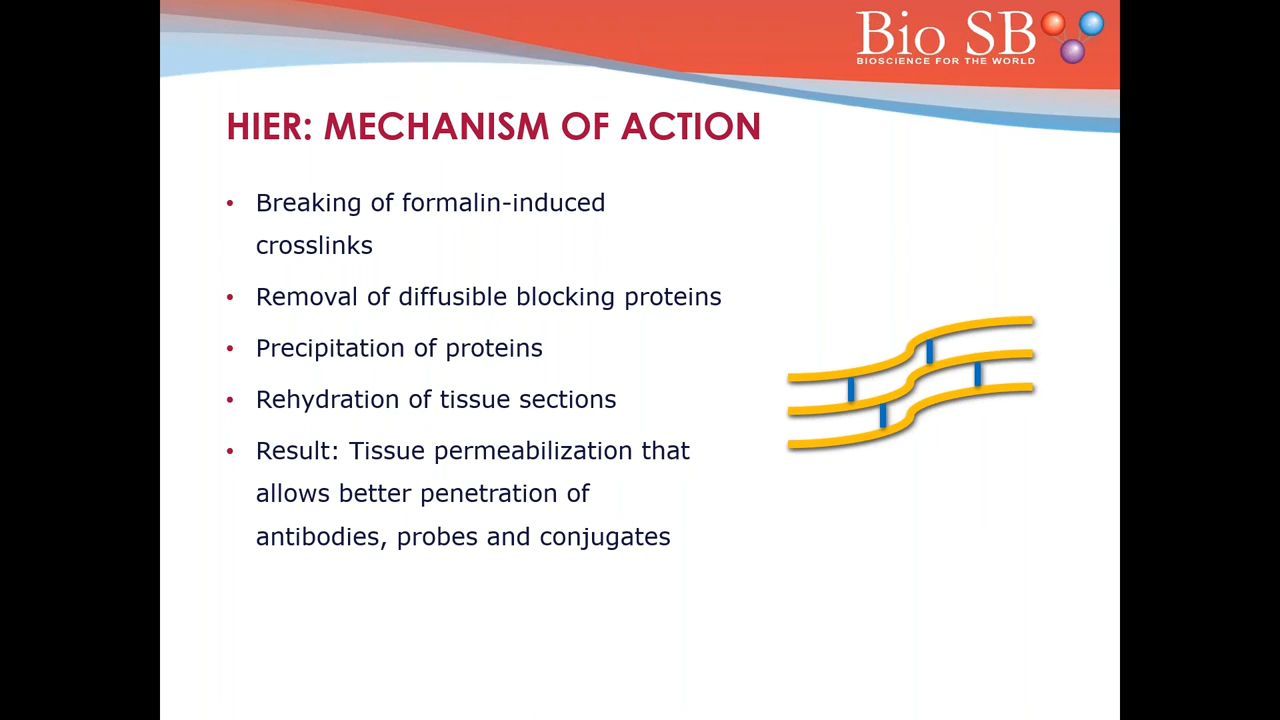 Bio SB
BIOSCIENCE FOR THE WORLD
HIER: MECHANISM OF ACTION
• Breaking of formalin-induced
crosslinks
• Removal of diffusible blocking proteins
• Precipitation of proteins
• Rehydration of tissue sections
• Result: Tissue permeabilization that
allows better penetration of
antibodies, probes and conjugates